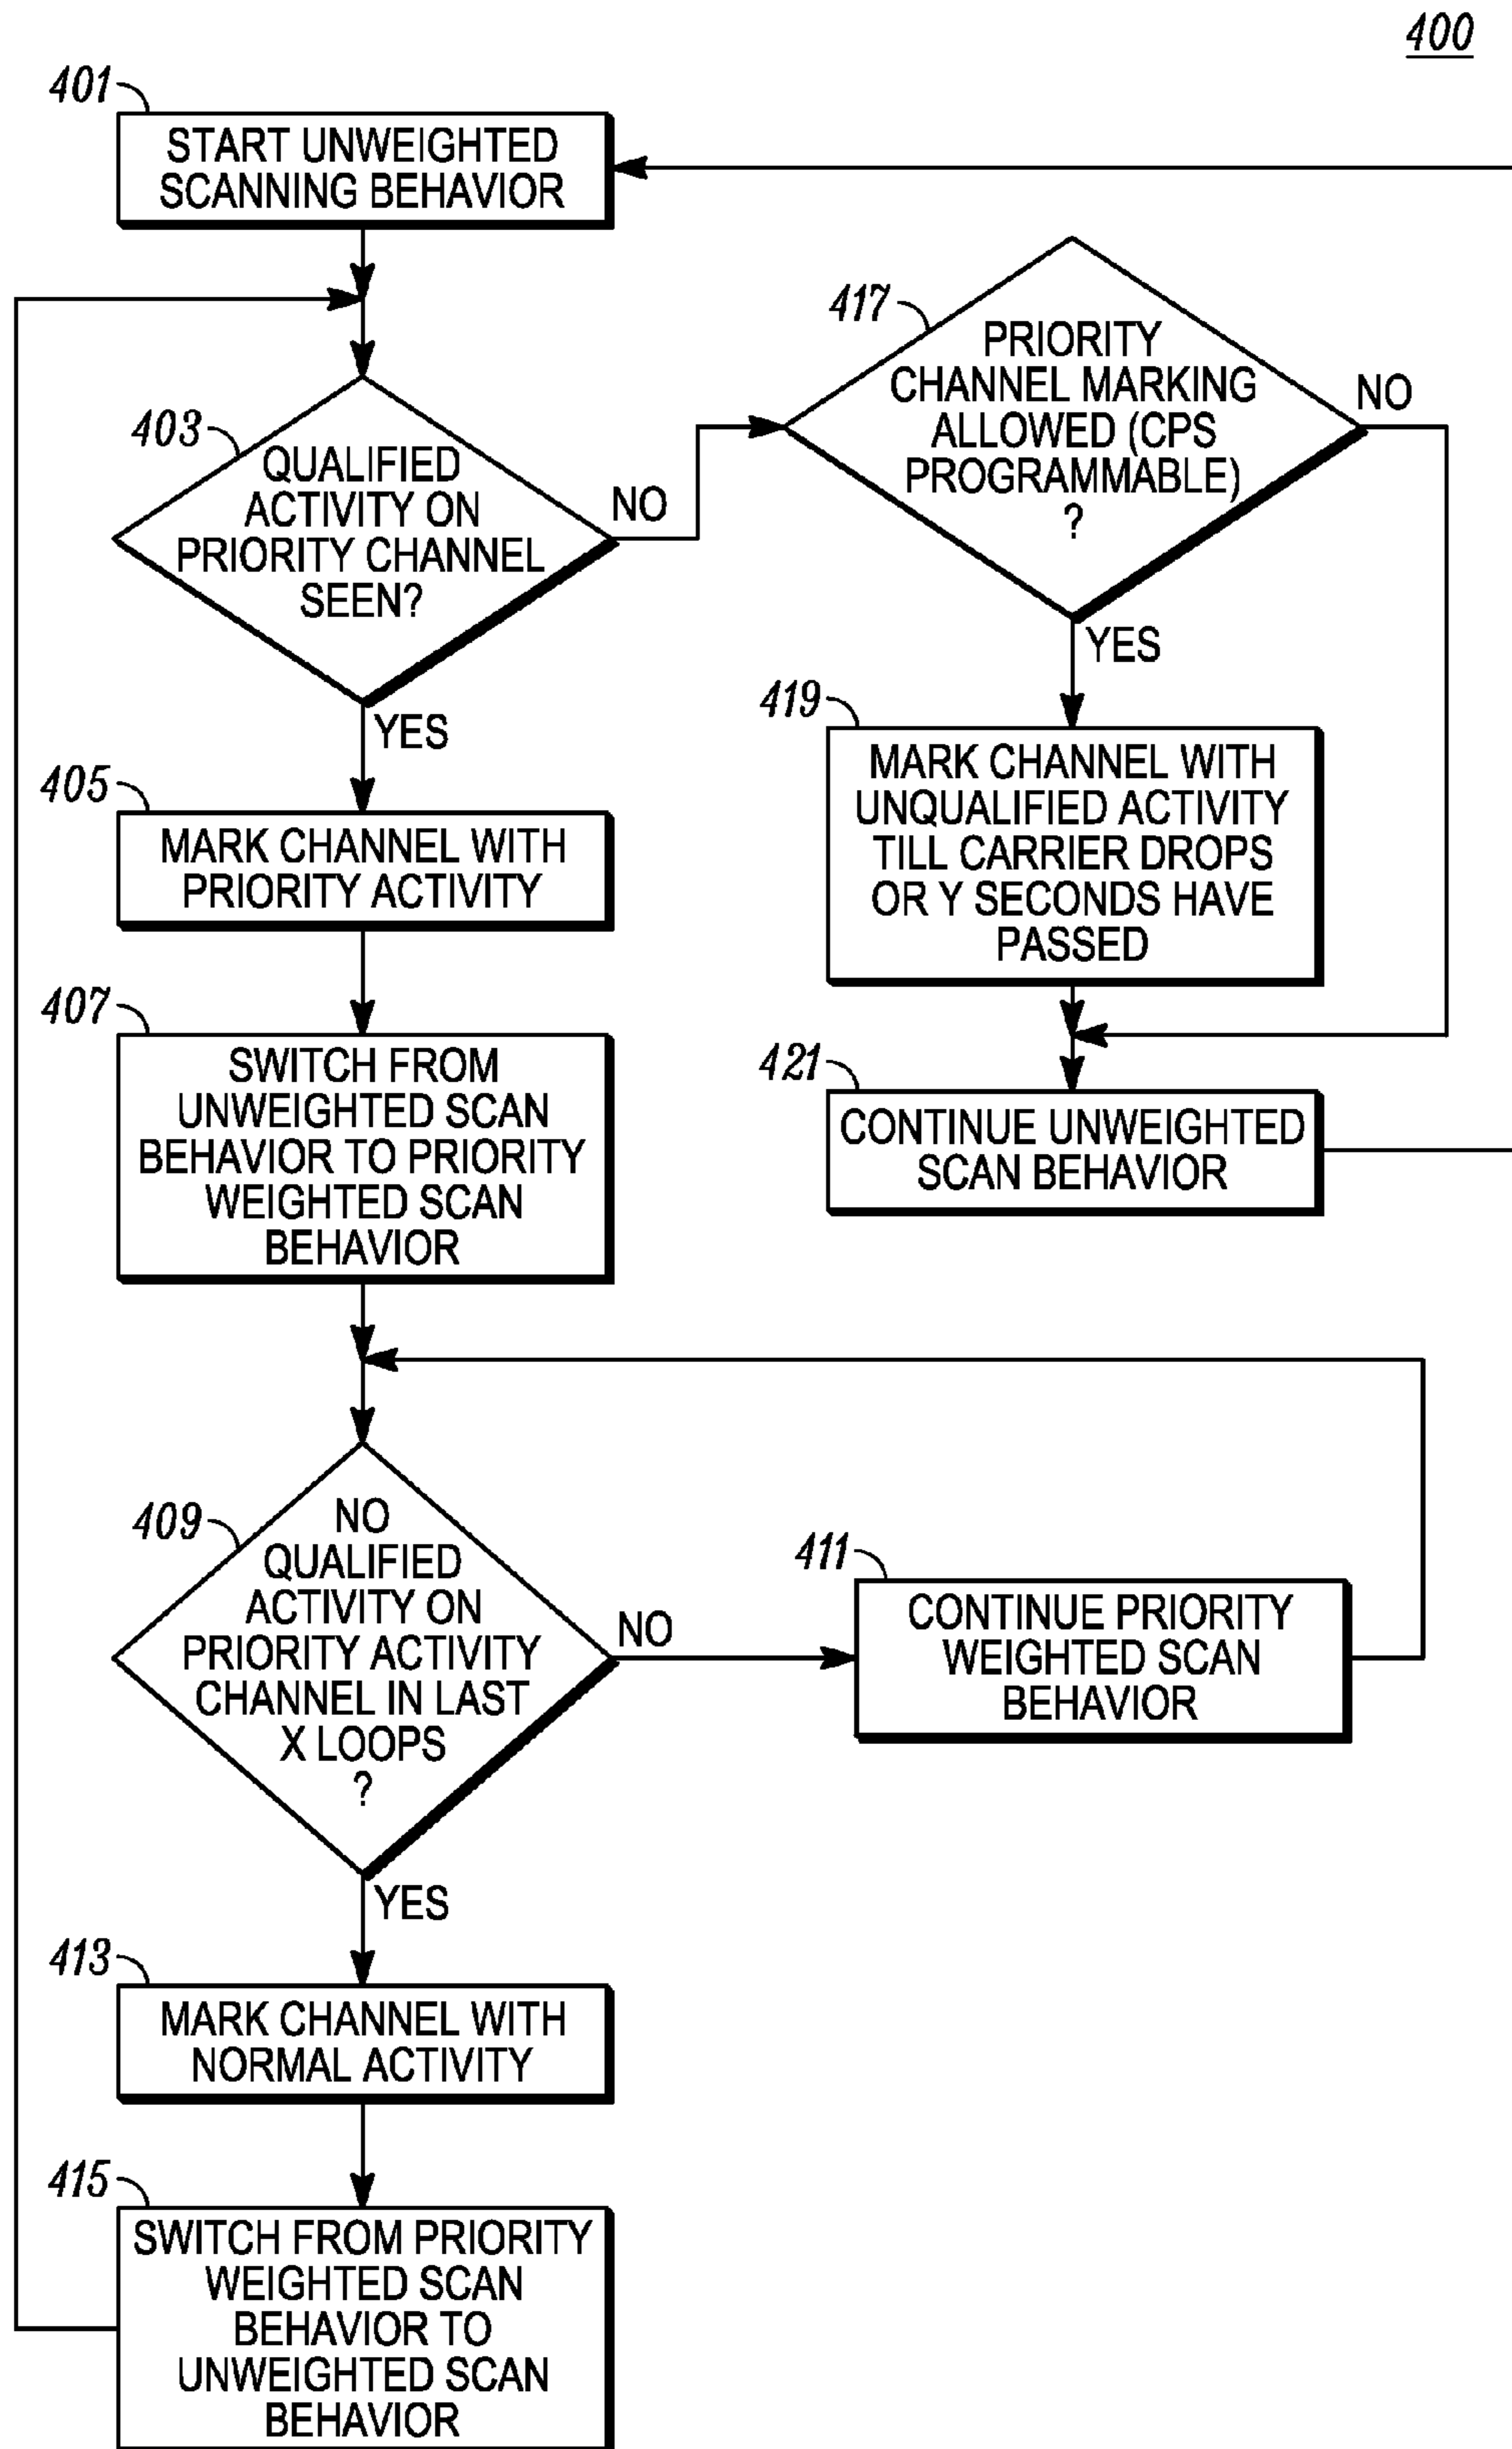 400
401
START UNWEIGHTED
SCANNING BEHAVIOR
403
QUALIFIED
ACTIVITY ON
PRIORITY CHANNEL
SEEN?
NO
YES
417
PRIORITY
CHANNEL MARKING
ALLOWED (CPS
PROGRAMMABLE)
?
NO
YES
405
MARK CHANNEL WITH
PRIORITY ACTIVITY
419
MARK CHANNEL WITH
UNQUALIFIED ACTIVITY
TILL CARRIER DROPS
OR Y SECONDS HAVE
PASSED
407
SWITCH FROM
UNWEIGHTED SCAN
BEHAVIOR TO PRIORITY
WEIGHTED SCAN
BEHAVIOR
421
CONTINUE UNWEIGHTED
SCAN BEHAVIOR
409
NO
QUALIFIED
ACTIVITY ON
PRIORITY ACTIVITY
CHANNEL IN LAST
X LOOPS
?
NO
YES
411
CONTINUE PRIORITY
WEIGHTED SCAN
BEHAVIOR
413
MARK CHANNEL WITH
NORMAL ACTIVITY
415
SWITCH FROM PRIORITY
WEIGHTED SCAN
BEHAVIOR TO
UNWEIGHTED SCAN
BEHAVIOR